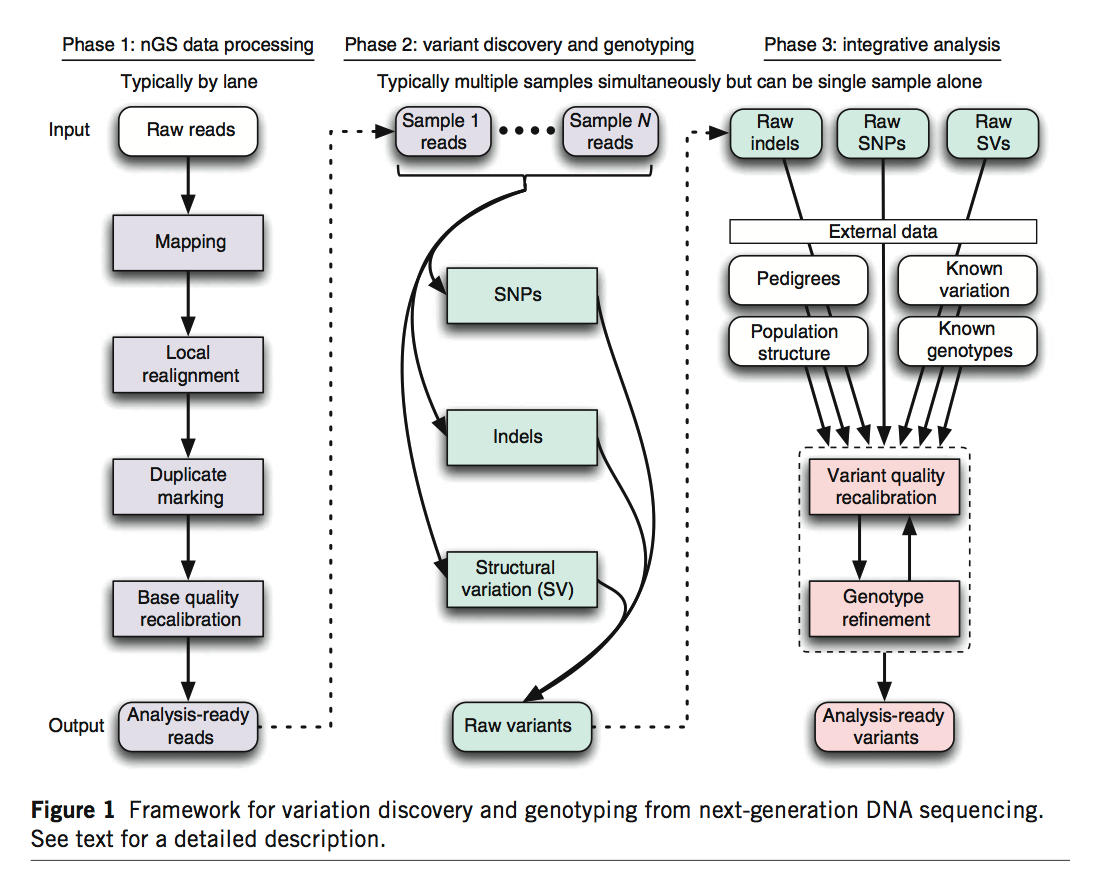 Phase 1: nGS data processing
Typically by lane
Input
Raw reads
Mapping
Local
realignment
Duplicate
marking
Base quality
recalibration
Output
Analysis-ready
reads
Phase 2: variant discovery and genotyping
Phase 3: integrative analysis
Typically multiple samples simultaneously but can be single sample alone
Sample 1
reads
Sample N
reads
SNPs
Indels
Structural
variation (SV)
Raw variants
Raw
indels
Raw
SNPs
Raw
SVs
External data
Pedigrees
Known
variation
Population
structure
Known
genotypes
Variant quality
recalibration
Genotype
refinement
Analysis-ready
variants
Figure 1 Framework for variation discovery and genotyping from next-generation DNA sequencing.
See text for a detailed description.